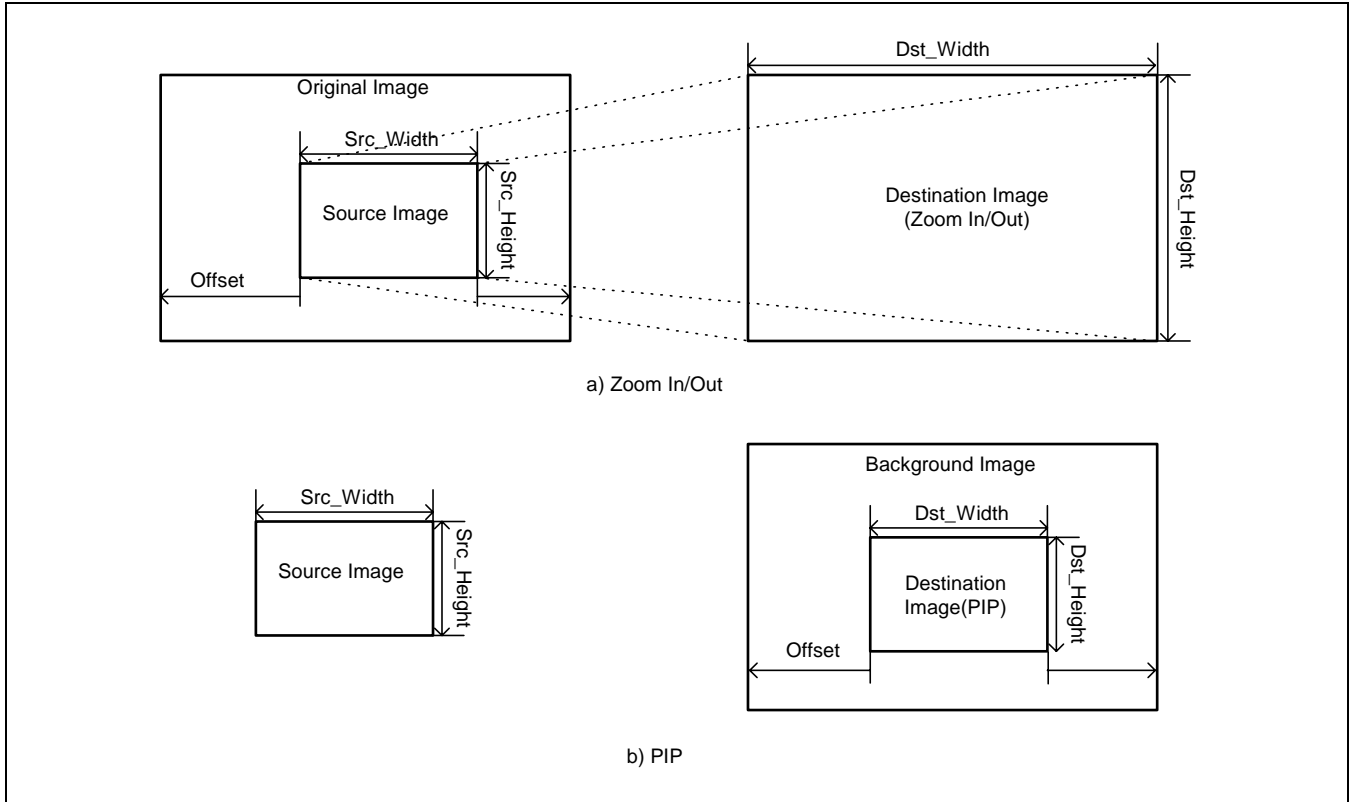 Original Image
Src_Width
Source Image
Src_Height
Offset
Dst_Width
Destination Image
(Zoom In/Out)
Dst_Height
a) Zoom In/Out
Src_Width
Source Image
Src_Height
Background Image
Dst_Width
Destination
Image(PIP)
Dst_Height
Offset
b) PIP